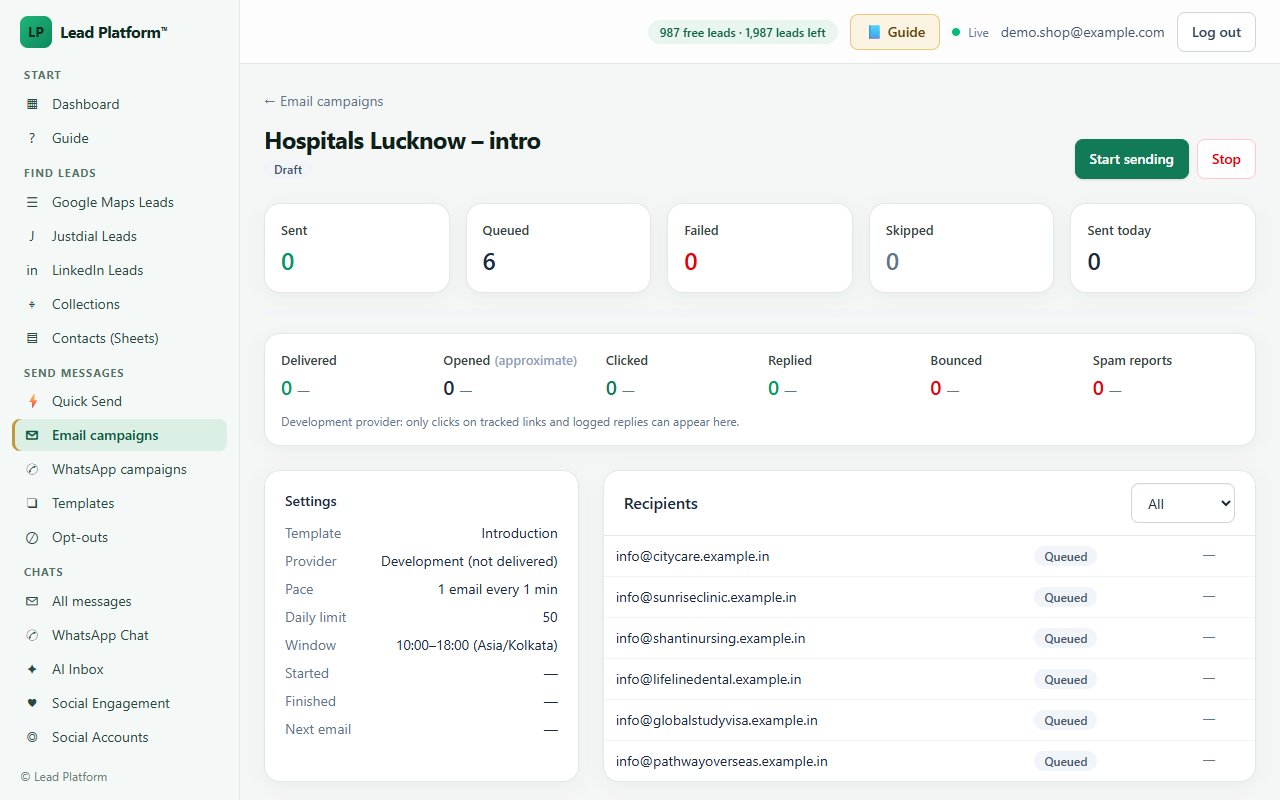 LP Lead Platform™
987 free leads · 1,987 leads left
Guide
Live
demo.shop@example.com
Log out
START
Dashboard
? Guide
FIND LEADS
Google Maps Leads
J Justdial Leads
in LinkedIn Leads
Collections
Contacts (Sheets)
SEND MESSAGES
Quick Send
Email campaigns
WhatsApp campaigns
Templates
Opt-outs
CHATS
All messages
WhatsApp Chat
AI Inbox
Social Engagement
Social Accounts
© Lead Platform
← Email campaigns
Hospitals Lucknow – intro
Draft
Start sending
Stop
Sent
0
Queued
6
Failed
0
Skipped
0
Sent today
0
Delivered
0 —
Opened (approximate)
0 —
Clicked
0 —
Replied
0 —
Bounced
0 —
Spam reports
0 —
Development provider: only clicks on tracked links and logged replies can appear here.
Settings
Template Introduction
Provider Development (not delivered)
Pace 1 email every 1 min
Daily limit 50
Window 10:00–18:00 (Asia/Kolkata)
Started —
Finished —
Next email —
Recipients
All
info@citycare.example.in Queued —
info@sunriseclinic.example.in Queued —
info@shantinursing.example.in Queued —
info@lifelinedental.example.in Queued —
info@globalstudyvisa.example.in Queued —
info@pathwayoverseas.example.in Queued —